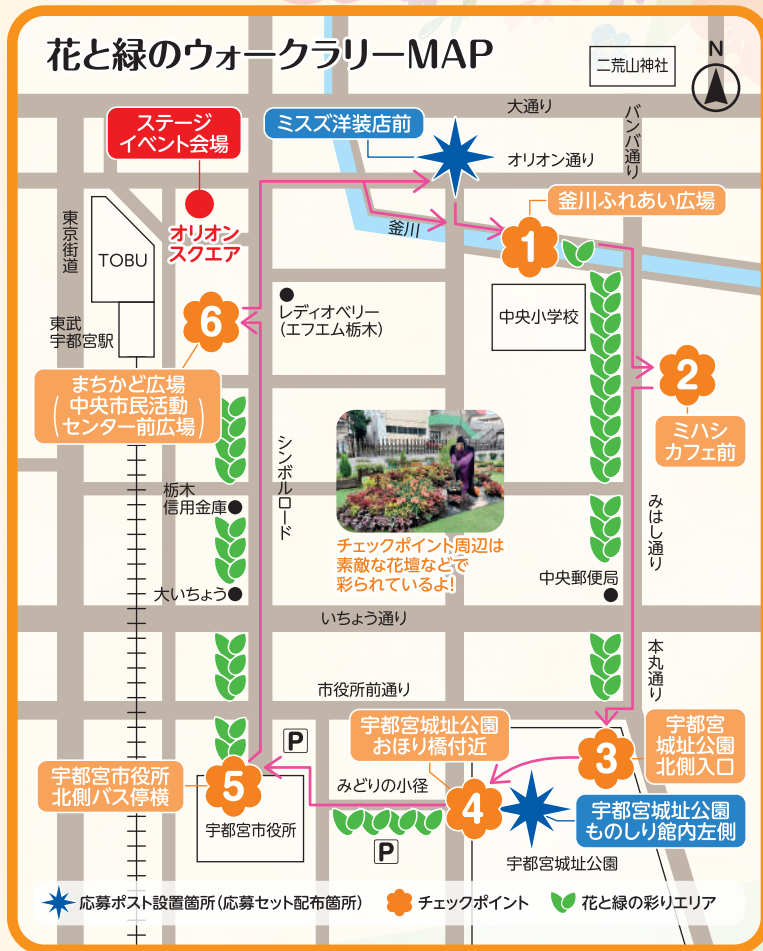 花と緑のウォークラリーMAP
二荒山神社
N
ステージ
イベント会場
ミスズ洋装店前
大通り
バンバ通り
オリオン通り
オリオン
スクエア
釜川
1
釜川ふれあい広場
東京街道
TOBU
東武
宇都宮駅
6
レディオベリー
(エフエム栃木)
中央小学校
2
ミハシ
カフェ前
まちかど広場
(中央市民活動
センター前広場)
シンボルロード
栃木
信用金庫
チェックポイント周辺は
素敵な花壇などで
彩られているよ!
みはし通り
中央郵便局
大いちょう
いちょう通り
本丸通り
市役所前通り
P
宇都宮城址公園
おほり橋付近
3
宇都宮
城址公園
北側入口
宇都宮市役所
北側バス停横
5
みどりの小径
4
宇都宮城址公園
ものしり館内左側
宇都宮市役所
P
宇都宮城址公園
応募ポスト設置箇所(応募セット配布箇所)
チェックポイント
花と緑の彩りエリア